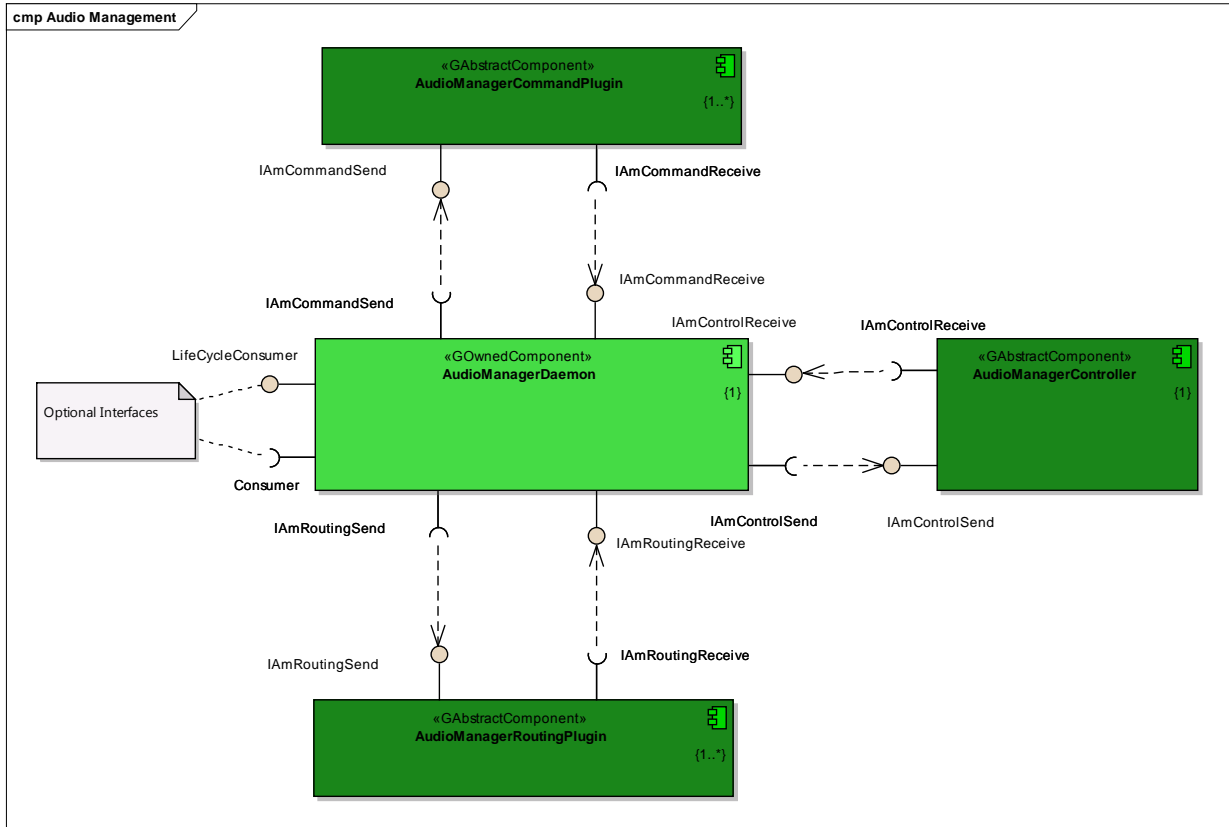 cmp Audio Management
«GAbstractComponent»
AudioManagerCommandPlugin
{1..*}
IAmCommandSend
IAmCommandReceive
IAmCommandSend
IAmCommandReceive
IAmControlReceive
IAmControlReceive
LifeCycleConsumer
«GOwnedComponent»
AudioManagerDaemon
{1}
«GAbstractComponent»
AudioManagerController
{1}
Optional Interfaces
Consumer
IAmRoutingSend
IAmRoutingReceive
IAmControlSend
IAmControlSend
IAmRoutingSend
IAmRoutingReceive
«GAbstractComponent»
AudioManagerRoutingPlugin
{1..*}